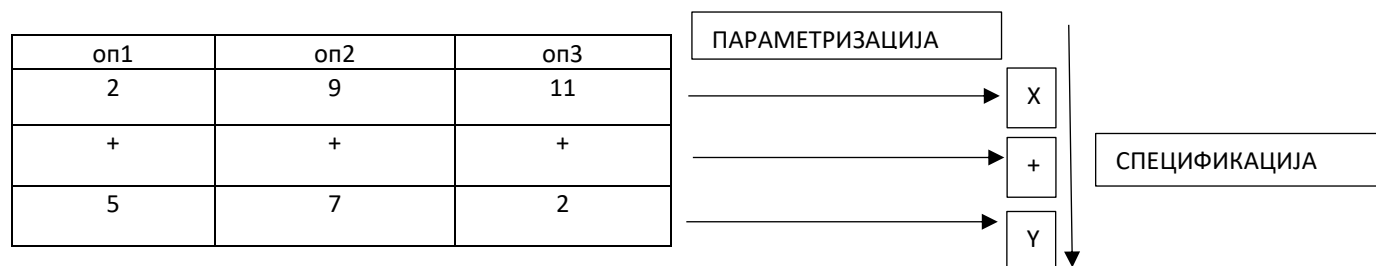 ПАРАМЕТРИЗАЦИЈА
оп1 оп2 оп3
2 9 11 X
+ + + +
СПЕЦИФИКАЦИЈА
5 7 2 Y